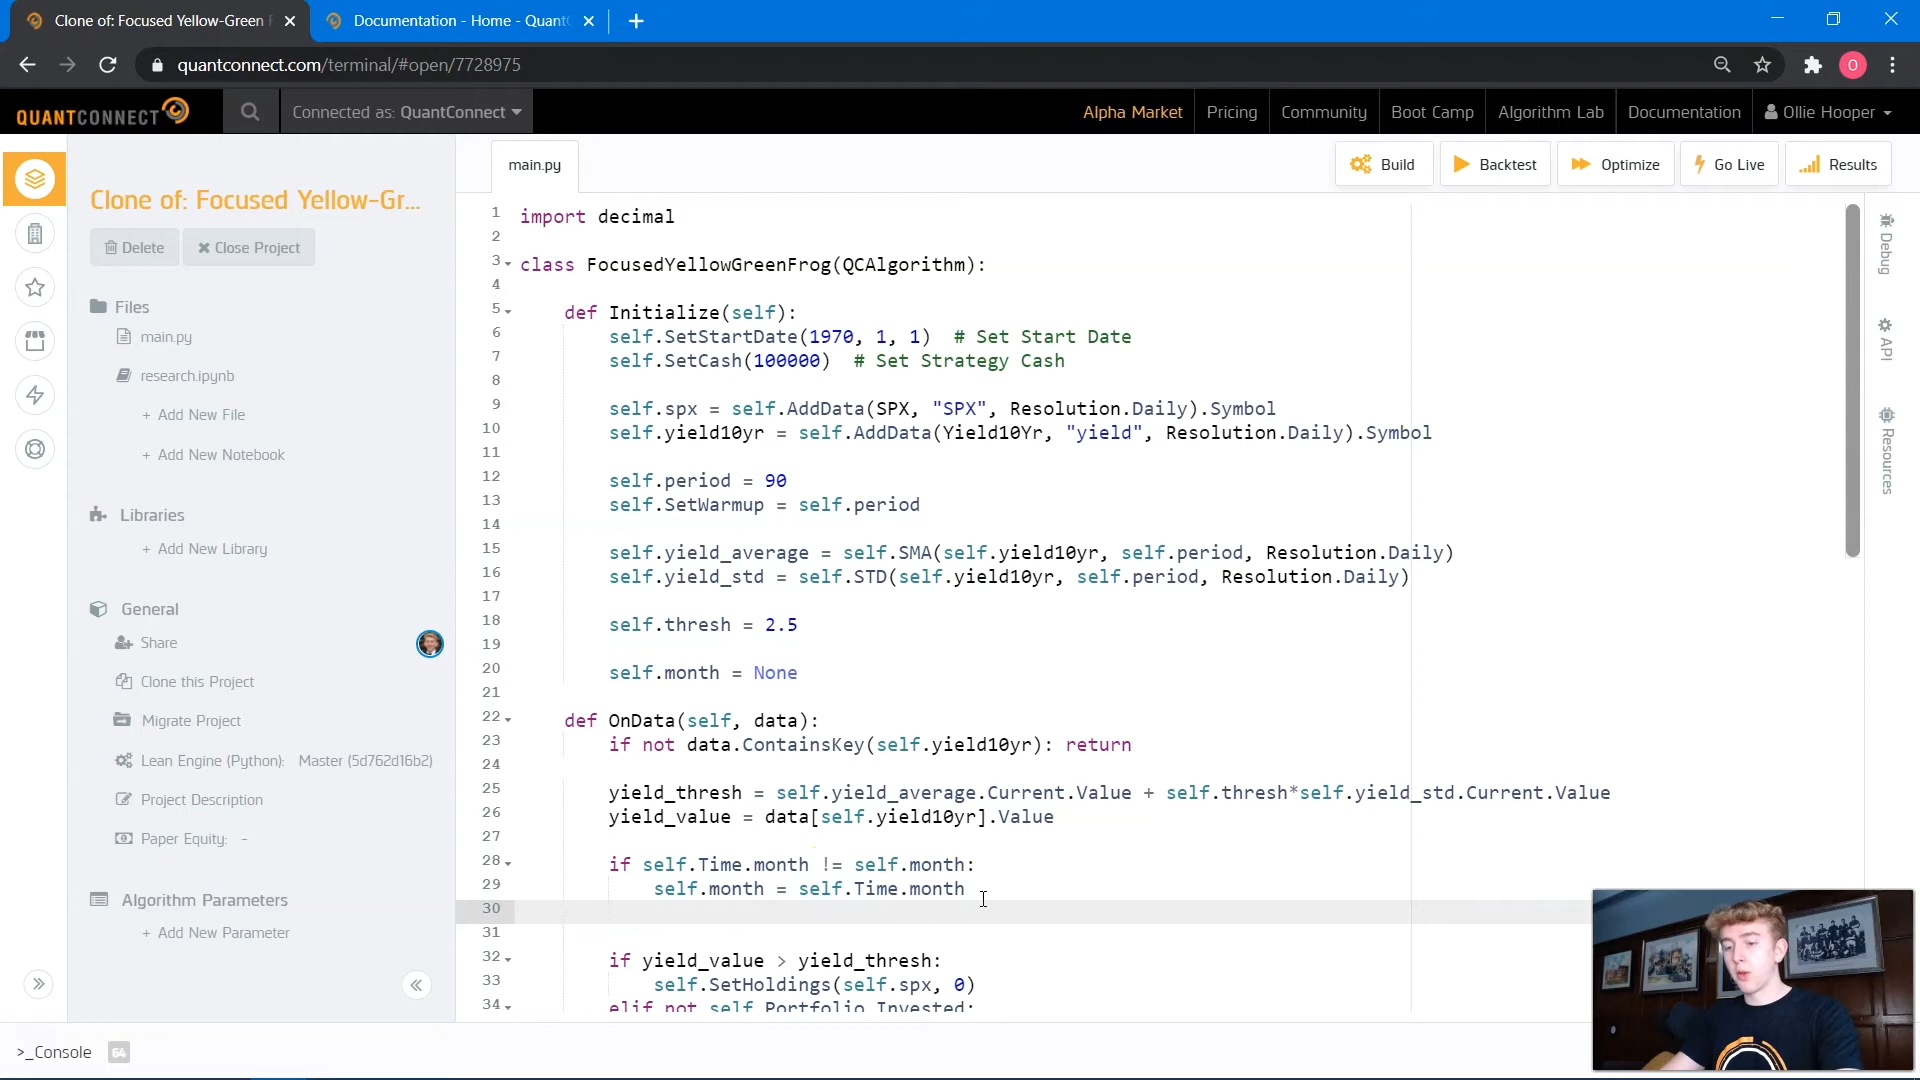 Clone of: Focused Yellow-Green F
Documentation - Home - Quant
quantconnect.com/terminal/#open/7728975
O
QUANTCONNECT
Connected as: QuantConnect
Alpha Market
Pricing
Community
Boot Camp
Algorithm Lab
Documentation
Ollie Hooper
Clone of: Focused Yellow-Gr...
Delete
Close Project
Files
main.py
research.ipynb
+ Add New File
+ Add New Notebook
Libraries
+ Add New Library
General
Share
Clone this Project
Migrate Project
Lean Engine (Python): Master (5d762d16b2)
Project Description
Paper Equity: -
Algorithm Parameters
+ Add New Parameter
main.py
Build
Backtest
Optimize
Go Live
Results
1 import decimal
2
3 class FocusedYellowGreenFrog(QCAlgorithm):
4
5 def Initialize(self):
6 self.SetStartDate(1970, 1, 1) # Set Start Date
7 self.SetCash(100000) # Set Strategy Cash
8
9 self.spx = self.AddData(SPX, "SPX", Resolution.Daily).Symbol
10 self.yield10yr = self.AddData(Yield10Yr, "yield", Resolution.Daily).Symbol
11
12 self.period = 90
13 self.SetWarmup = self.period
14
15 self.yield_average = self.SMA(self.yield10yr, self.period, Resolution.Daily)
16 self.yield_std = self.STD(self.yield10yr, self.period, Resolution.Daily)
17
18 self.thresh = 2.5
19
20 self.month = None
21
22 def OnData(self, data):
23 if not data.ContainsKey(self.yield10yr): return
24
25 yield_thresh = self.yield_average.Current.Value + self.thresh*self.yield_std.Current.Value
26 yield_value = data[self.yield10yr].Value
27
28 if self.Time.month != self.month:
29 self.month = self.Time.month
30
31
32 if yield_value > yield_thresh:
33 self.SetHoldings(self.spx, 0)
34 elif not self.Portfolio.Invested:
Debug
API
Resources
>_Console 64